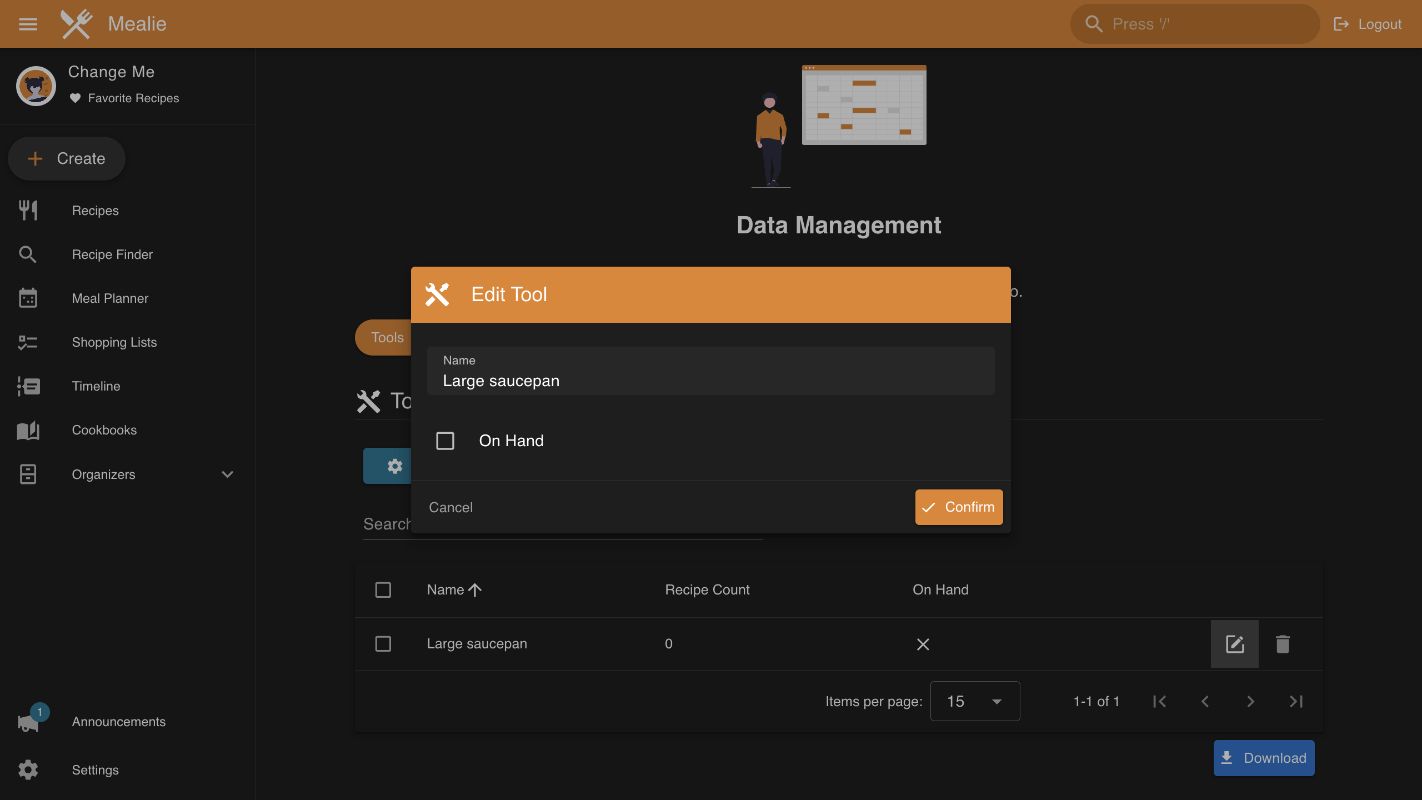 Mealie
Press '/'
Logout
Change Me
Favorite Recipes
Create
Recipes
Recipe Finder
Meal Planner
Shopping Lists
Timeline
Cookbooks
Organizers
1
Announcements
Settings
Data Management
o.
Tools
To
Edit Tool
Name
Large saucepan
On Hand
Cancel
Confirm
Search
Name Recipe Count On Hand
Large saucepan 0
Items per page: 15 1-1 of 1
Download